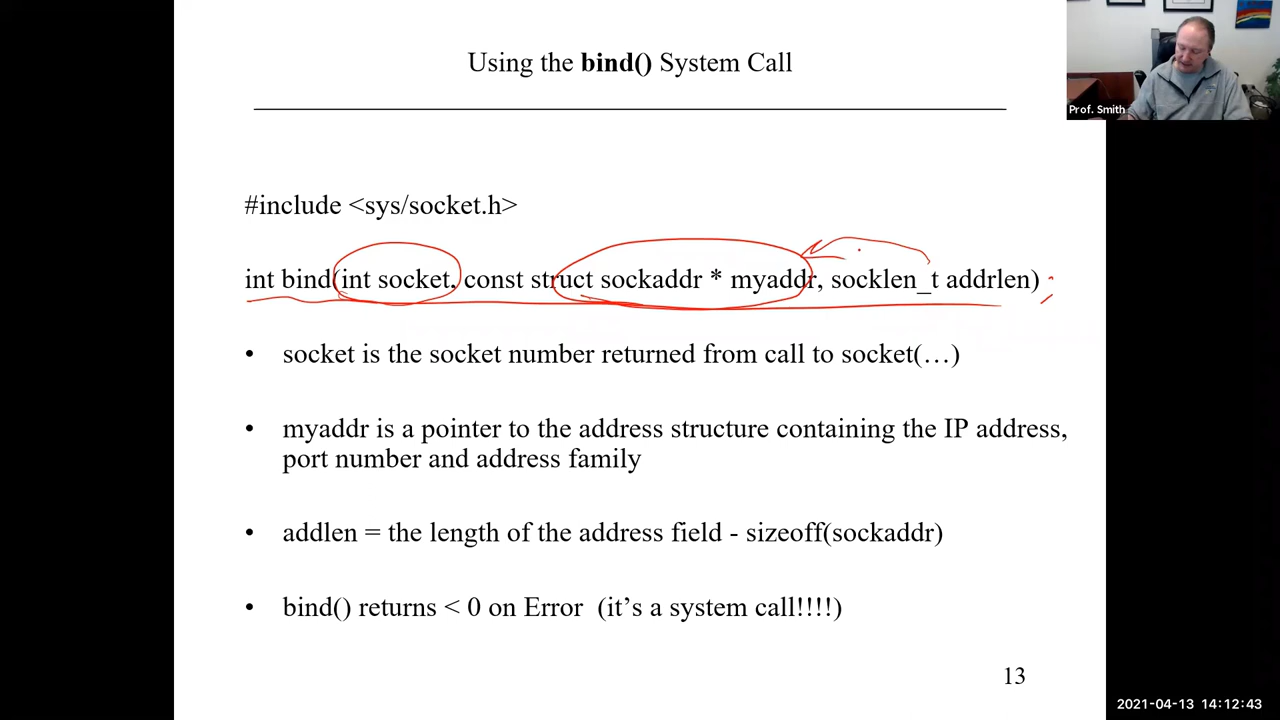 Using the bind() System Call
Prof. Smith
#include <sys/socket.h>
int bind(int socket, const struct sockaddr * myaddr, socklen_t addrlen) ;
• socket is the socket number returned from call to socket(…)
• myaddr is a pointer to the address structure containing the IP address,
port number and address family
• addlen = the length of the address field - sizeoff(sockaddr)
• bind() returns < 0 on Error (it’s a system call!!!!)
13
2021-04-13 14:12:43